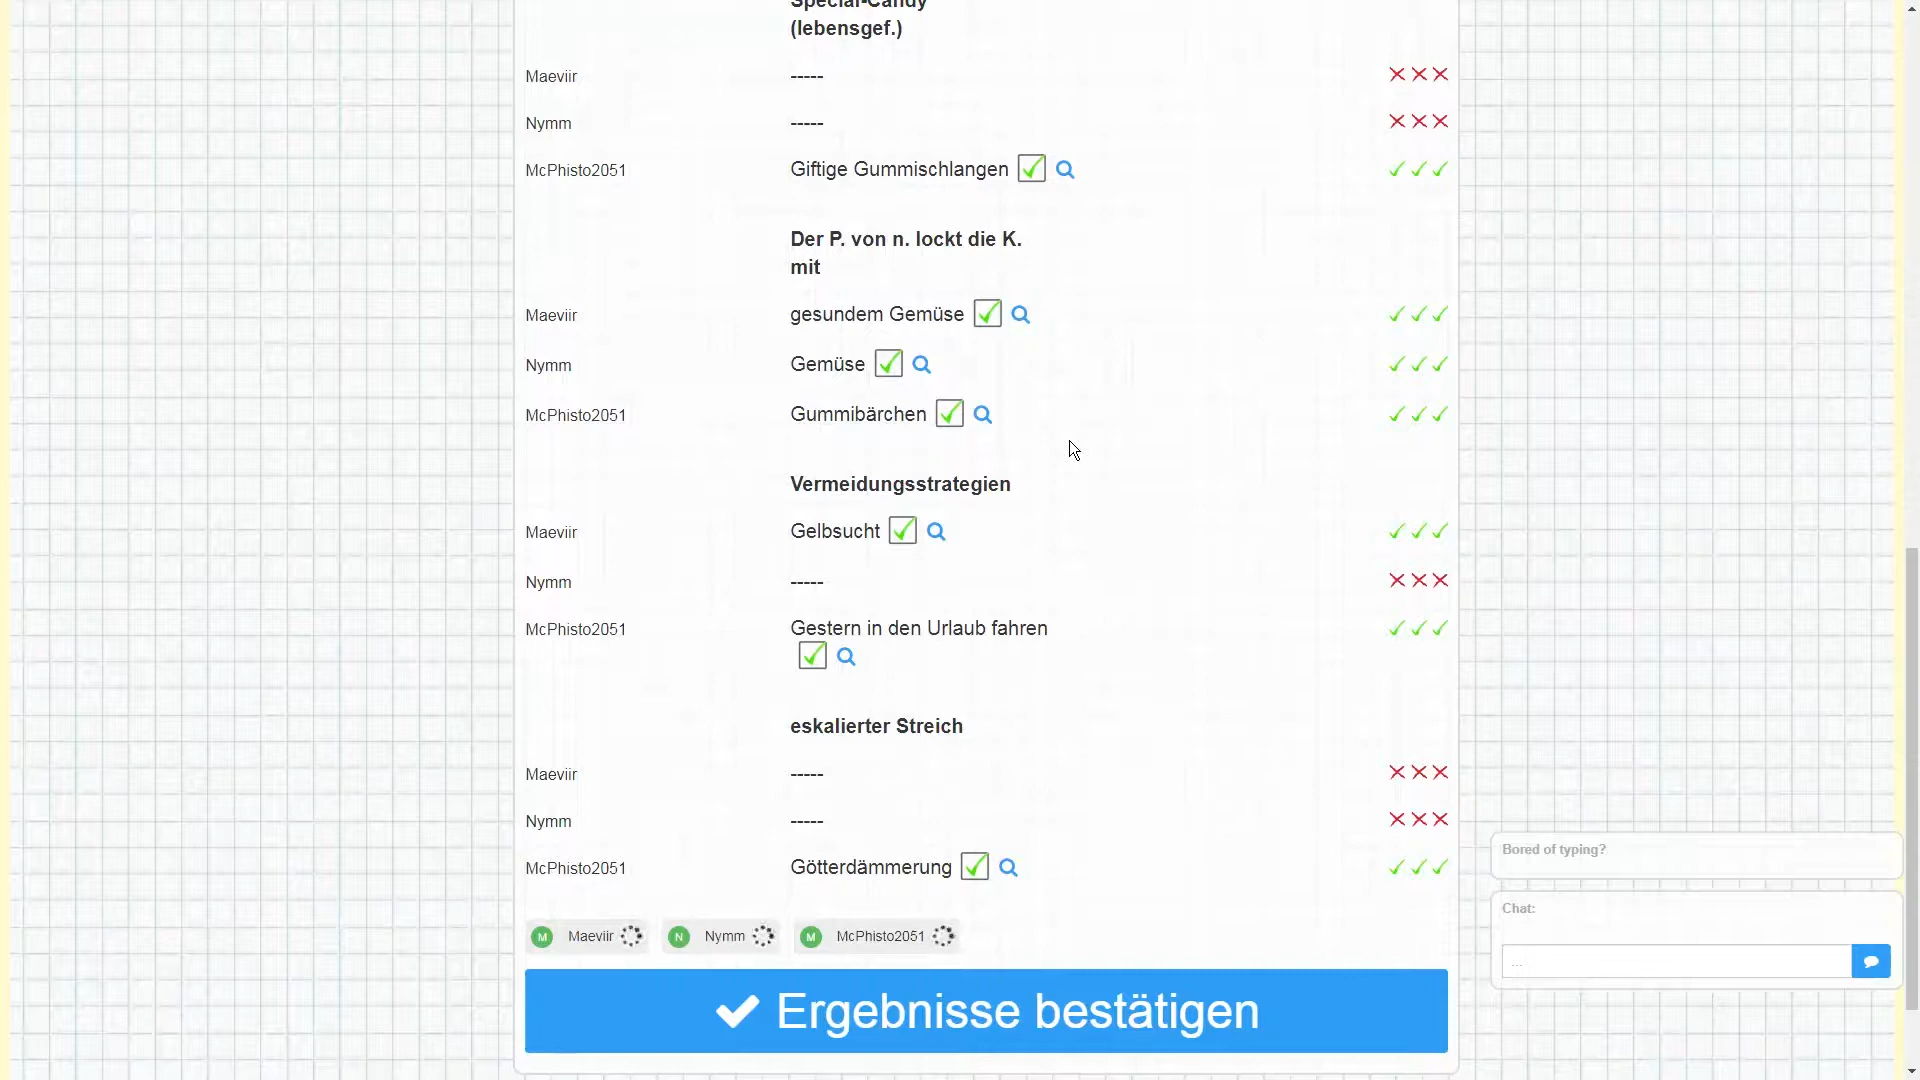 Special-Candy
(lebensgef.)
Maeviir -----
Nymm -----
McPhisto2051 Giftige Gummischlangen
Der P. von n. lockt die K.
mit
Maeviir gesundem Gemüse
Nymm Gemüse
McPhisto2051 Gummibärchen
Vermeidungsstrategien
Maeviir Gelbsucht
Nymm -----
McPhisto2051 Gestern in den Urlaub fahren
eskalierter Streich
Maeviir -----
Nymm -----
McPhisto2051 Götterdämmerung
Bored of typing?
Chat:
...
M Maeviir N Nymm M McPhisto2051
Ergebnisse bestätigen